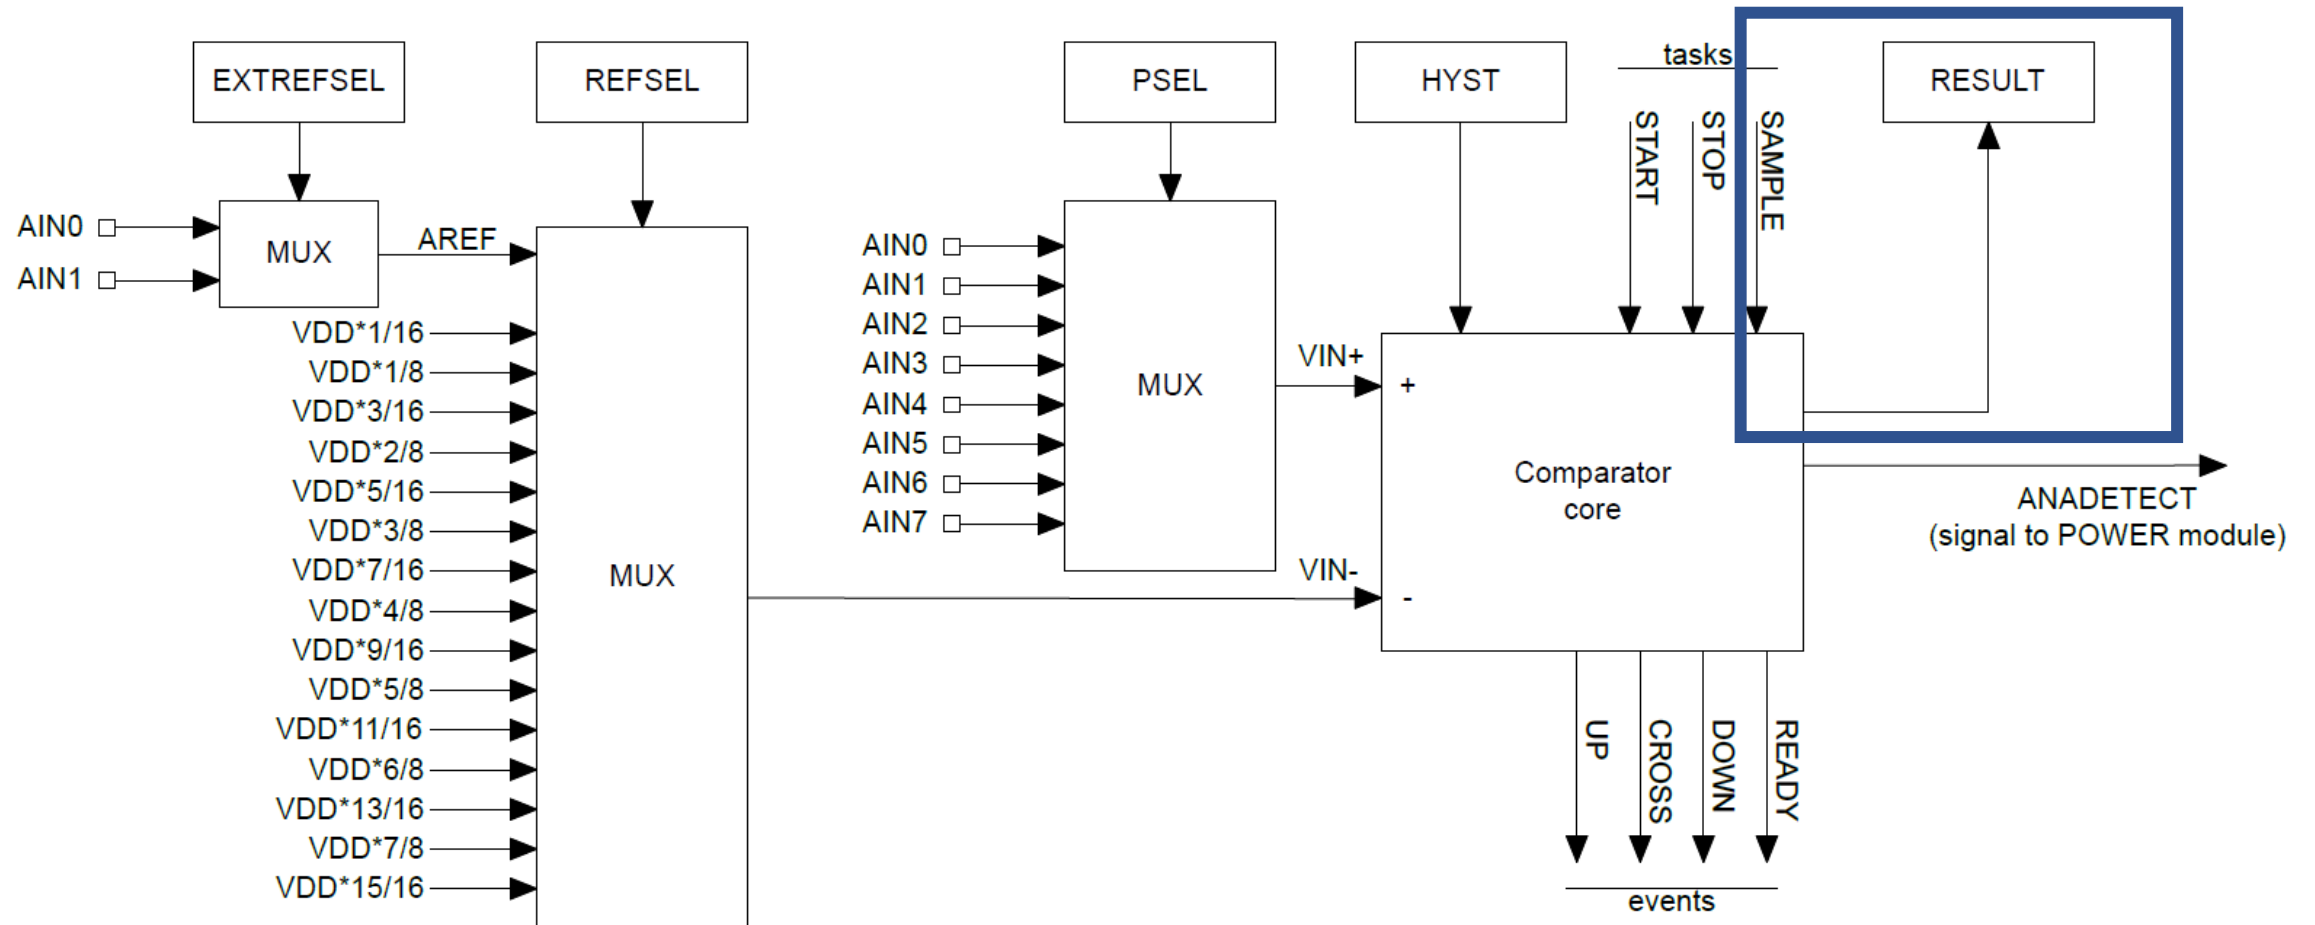 EXTREFSEL
REFSEL
PSEL
HYST
tasks
RESULT
START
STOP
SAMPLE
AIN0
AIN1
MUX
AREF
VDD*1/16
VDD*1/8
VDD*3/16
VDD*2/8
VDD*5/16
VDD*3/8
VDD*7/16
VDD*4/8
VDD*9/16
VDD*5/8
VDD*11/16
VDD*6/8
VDD*13/16
VDD*7/8
VDD*15/16
MUX
AIN0
AIN1
AIN2
AIN3
AIN4
AIN5
AIN6
AIN7
MUX
VIN+
VIN-
+
-
Comparator
core
ANADETECT
(signal to POWER module)
UP
CROSS
DOWN
READY
events